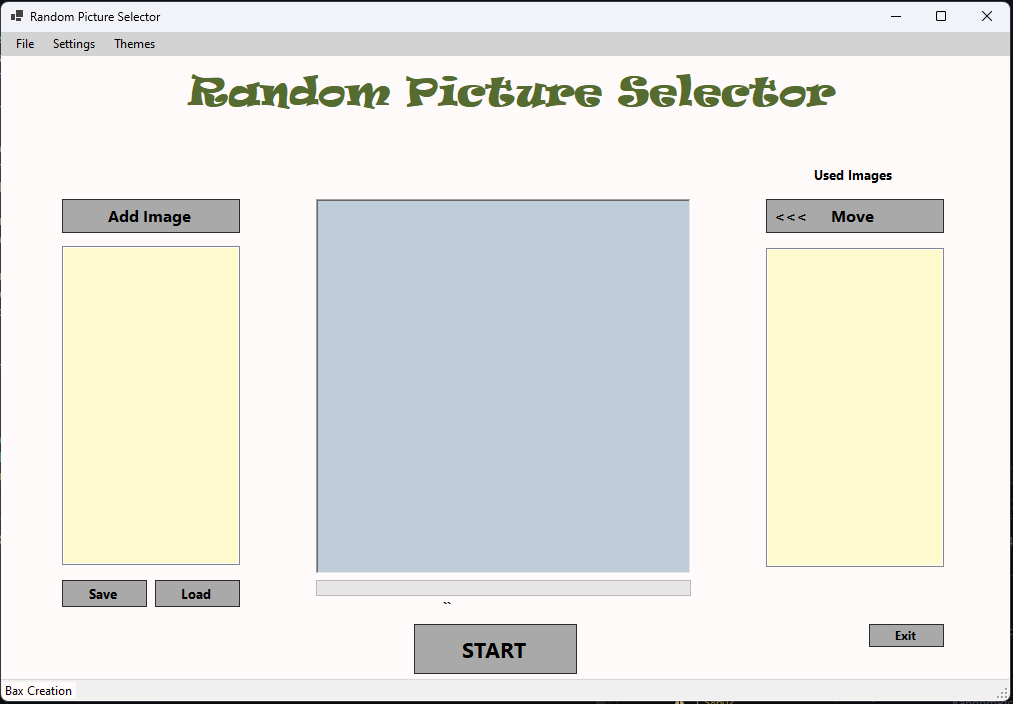 Random Picture Selector
File Settings Themes
Random Picture Selector
Used Images
Add Image
<<< Move
Save Load
``
START
Exit
Bax Creation